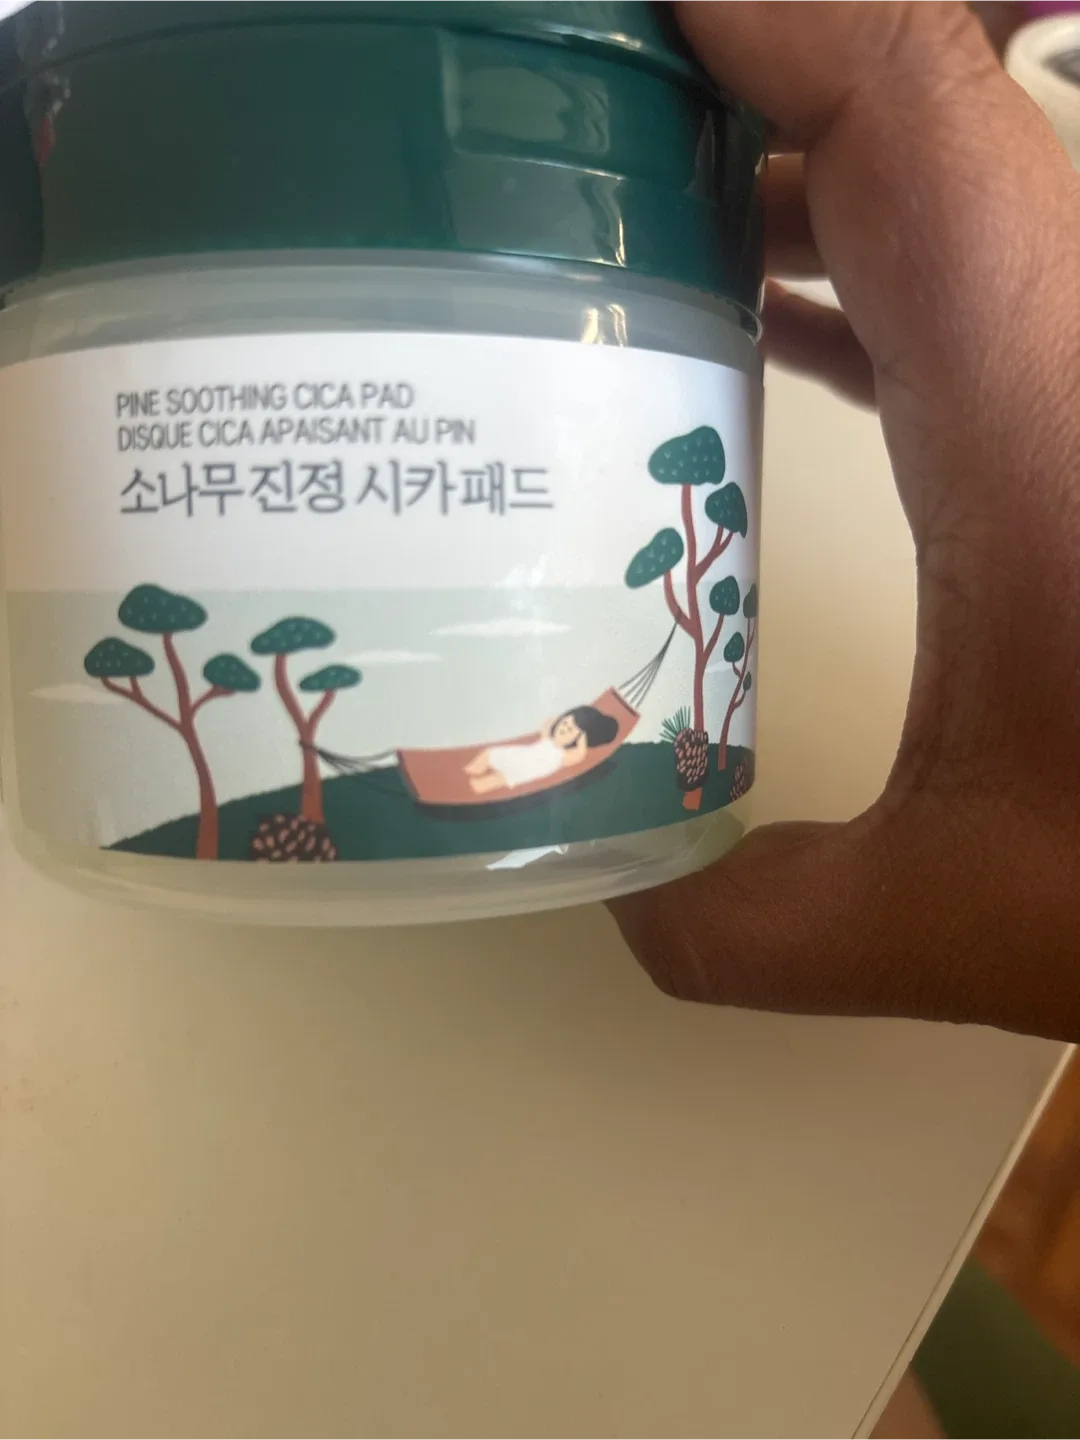 PINE SOOTHING CICA PAD
DISQUE CICA APAISANT AU PIN
소나무 진정 시카 패드